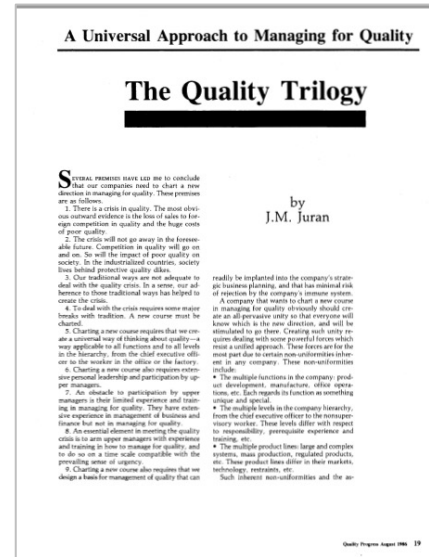 A Universal Approach to Managing for Quality
The Quality Trilogy
by
J.M. Juran
SEVERAL PREMISES HAVE LED me to conclude
that our companies need to chart a new
direction in managing for quality. These premises
are as follows.
1. There is a crisis in quality. The most obvi-
ous outward evidence is the loss of sales to for-
eign competition in quality and the huge costs
of poor quality.
2. The crisis will not go away in the foresee-
able future. Competition in quality will go on
and on. So will the impact of poor quality on
society. In the industrialized countries, society
lives behind protective quality dikes.
3. Our traditional ways are not adequate to
deal with the quality crisis. In a sense, our ad-
herence to those traditional ways has helped to
create the crisis.
4. To deal with the crisis requires some major
breaks with tradition. A new course must be
charted.
5. Charting a new course requires that we cre-
ate a universal way of thinking about quality—a
way applicable to all functions and to all levels
in the hierarchy, from the chief executive offi-
cer to the worker in the office or the factory.
6. Charting a new course also requires exten-
sive personal leadership and participation by up-
per managers.
7. An obstacle to participation by upper
managers is their limited experience and train-
ing in managing for quality. They have exten-
sive experience in management of business and
finance but not in managing for quality.
8. An essential element in meeting the quality
crisis is to arm upper managers with experience
and training in how to manage for quality, and
to do so on a time scale compatible with the
prevailing sense of urgency.
9. Charting a new course also requires that we
design a basis for management of quality that can
readily be implanted into the company's strate-
gic business planning, and that has minimal risk
of rejection by the company's immune system.
A company that wants to chart a new course
in managing for quality obviously should cre-
ate an all-pervasive unity so that everyone will
know which is the new direction, and will be
stimulated to go there. Creating such unity re-
quires dealing with some powerful forces which
resist a unified approach. These forces are for the
most part due to certain non-uniformities inher-
ent in any company. These non-uniformities
include:
• The multiple functions in the company: prod-
uct development, manufacture, office opera-
tions, etc. Each regards its function as something
unique and special.
• The multiple levels in the company hierarchy,
from the chief executive officer to the nonsuper-
visory worker. These levels differ with respect
to responsibility, prerequisite experience and
training, etc.
• The multiple product lines: large and complex
systems, mass production, regulated products,
etc. These product lines differ in their markets,
technology, restraints, etc.
Such inherent non-uniformities and the as-
Quality Progress August 1986 19